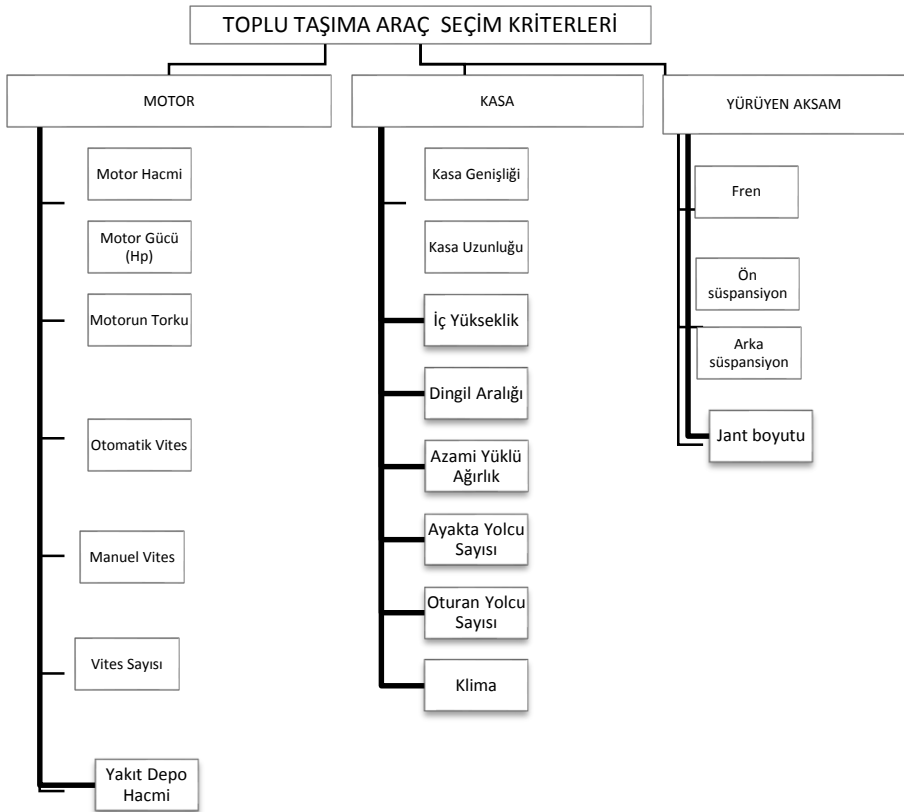 TOPLU TAŞIMA ARAÇ  SEÇİM KRİTERLERİ
MOTOR
Motor Hacmi
Motor Gücü
(Hp)
Motorun Torku
Otomatik Vites
Manuel Vites
Vites Sayısı
Yakıt Depo
Hacmi
KASA
Kasa Genişliği
Kasa Uzunluğu
İç Yükseklik
Dingil Aralığı
Azami Yüklü
Ağırlık
Ayakta Yolcu
Sayısı
Oturan Yolcu
Sayısı
Klima
YÜRÜYEN AKSAM
Fren
Ön
süspansiyon
Arka
süspansiyon
Jant boyutu